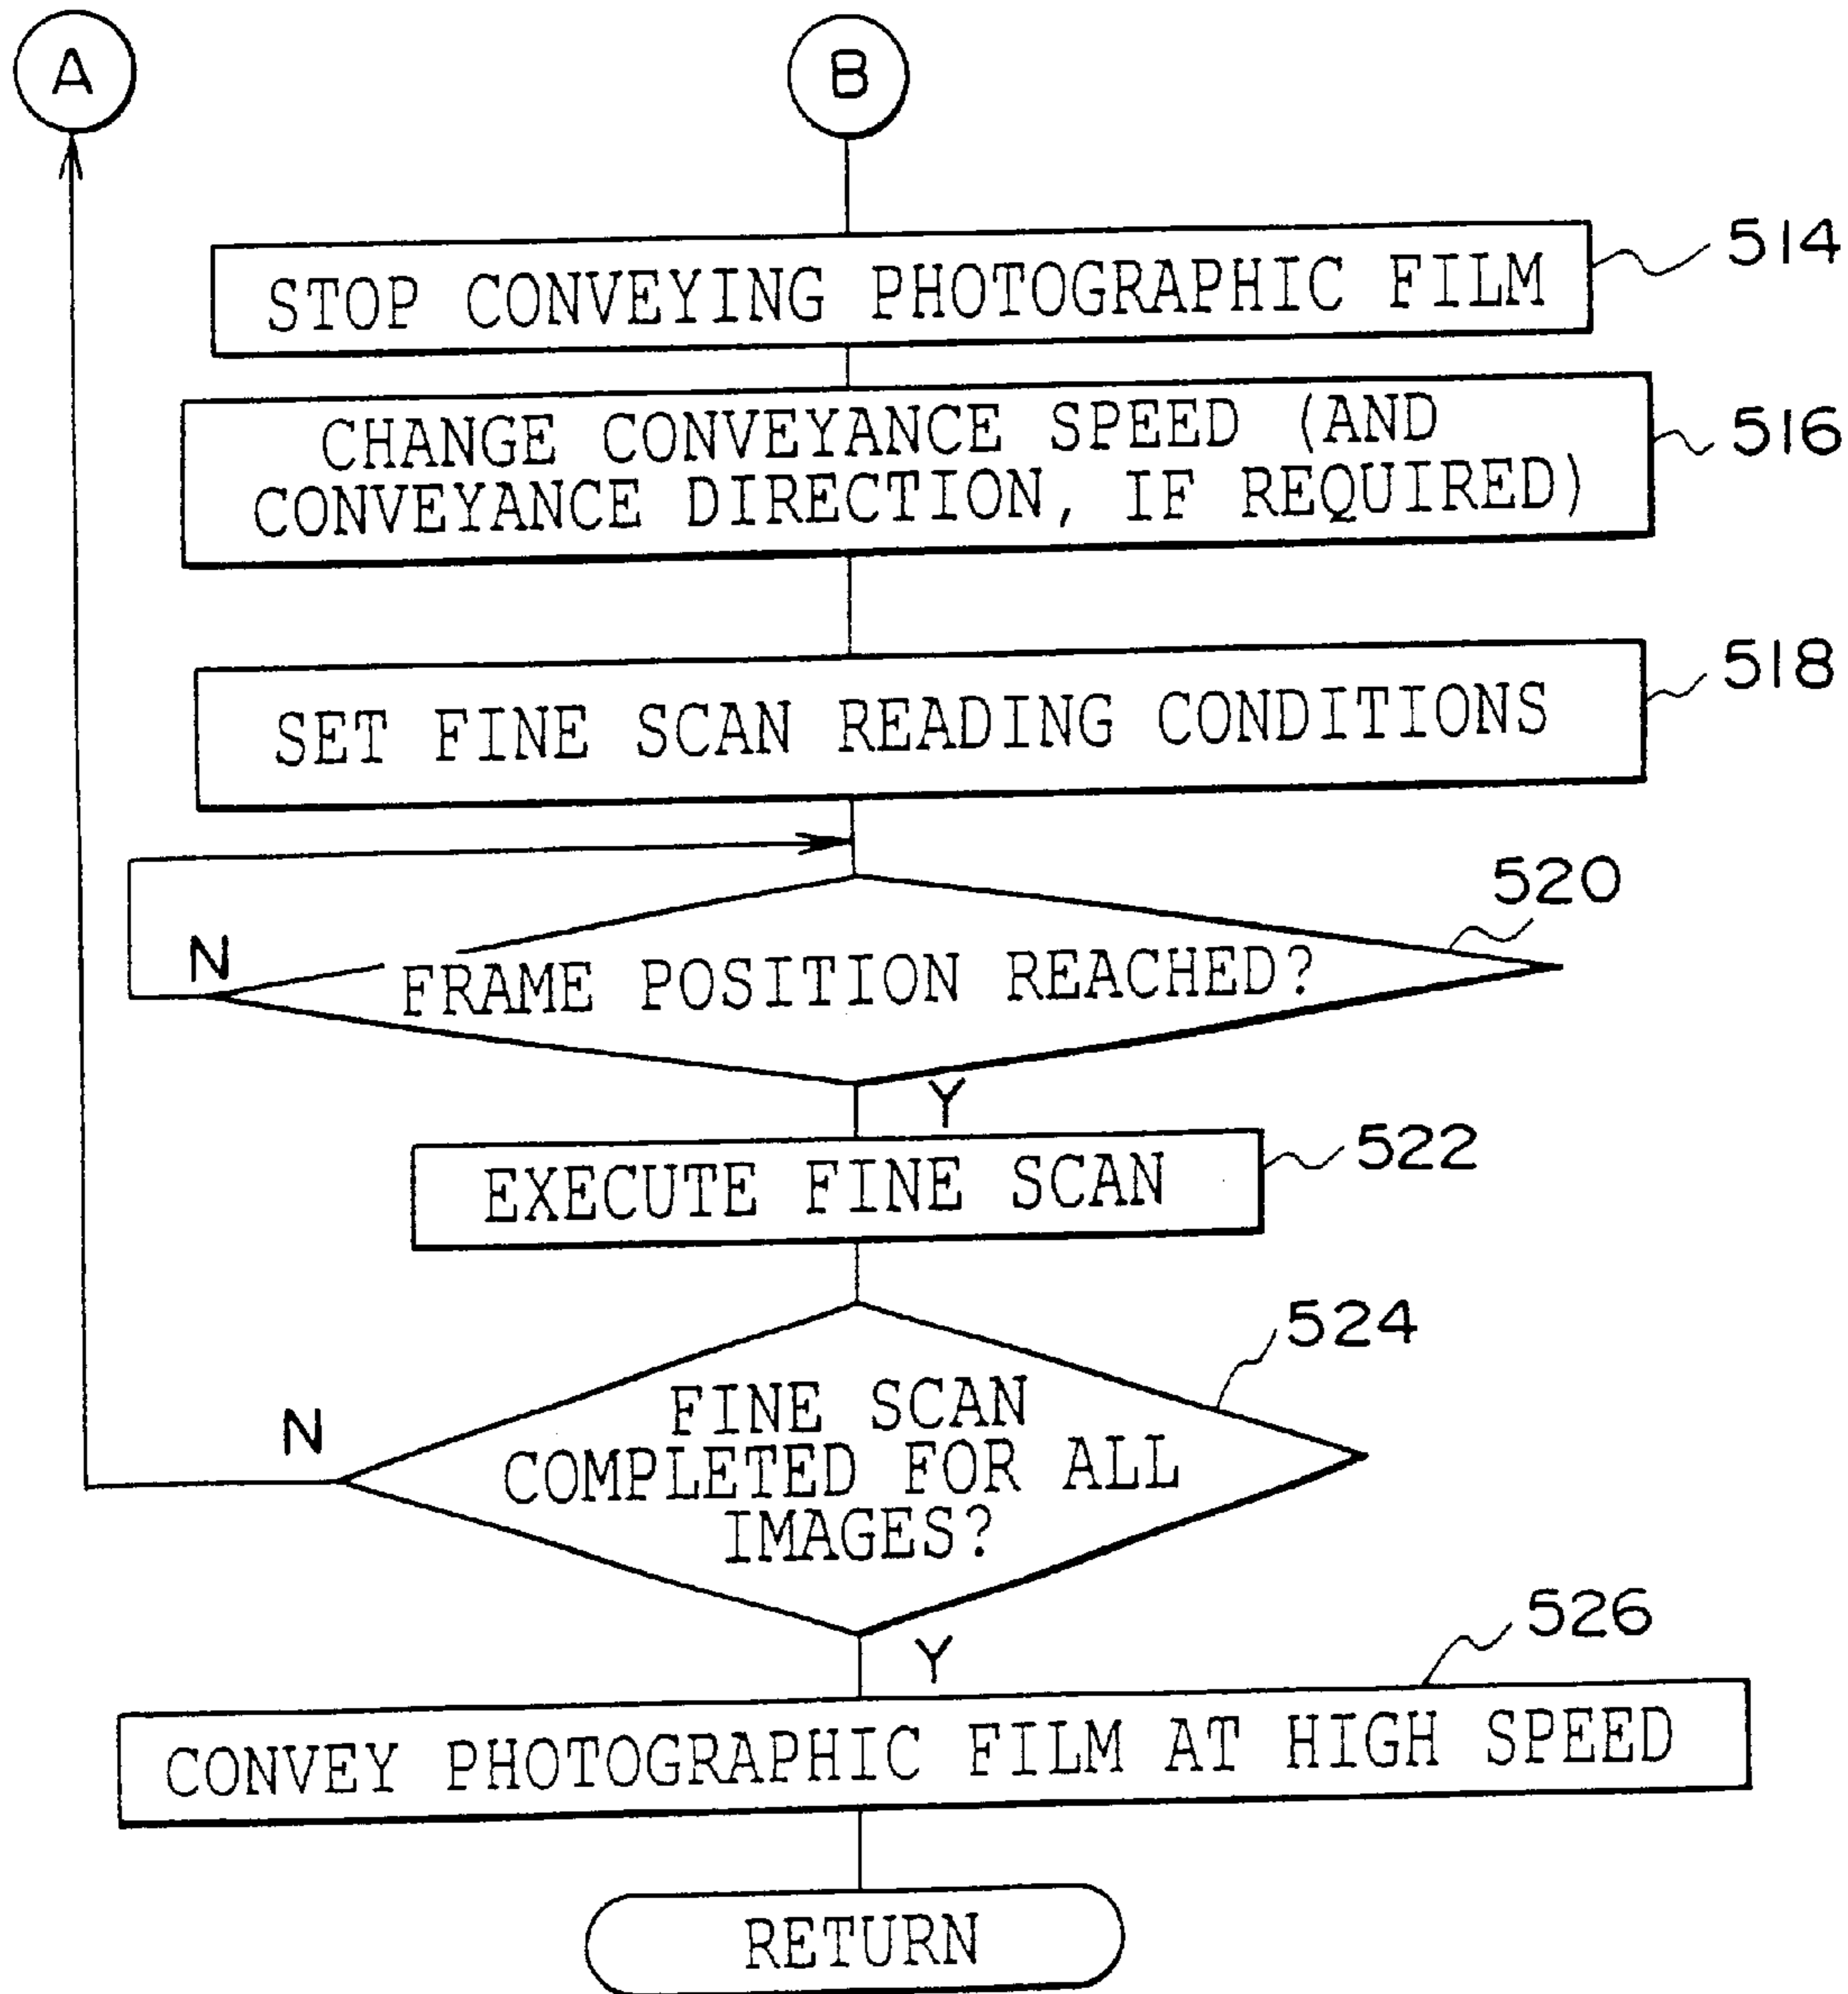 A
B
STOP CONVEYING PHOTOGRAPHIC FILM
514
CHANGE CONVEYANCE SPEED (AND
CONVEYANCE DIRECTION, IF REQUIRED)
516
SET FINE SCAN READING CONDITIONS
518
520
N
FRAME POSITION REACHED?
Y
EXECUTE FINE SCAN
522
524
N
FINE SCAN
COMPLETED FOR ALL
IMAGES?
Y
526
CONVEY PHOTOGRAPHIC FILM AT HIGH SPEED
RETURN